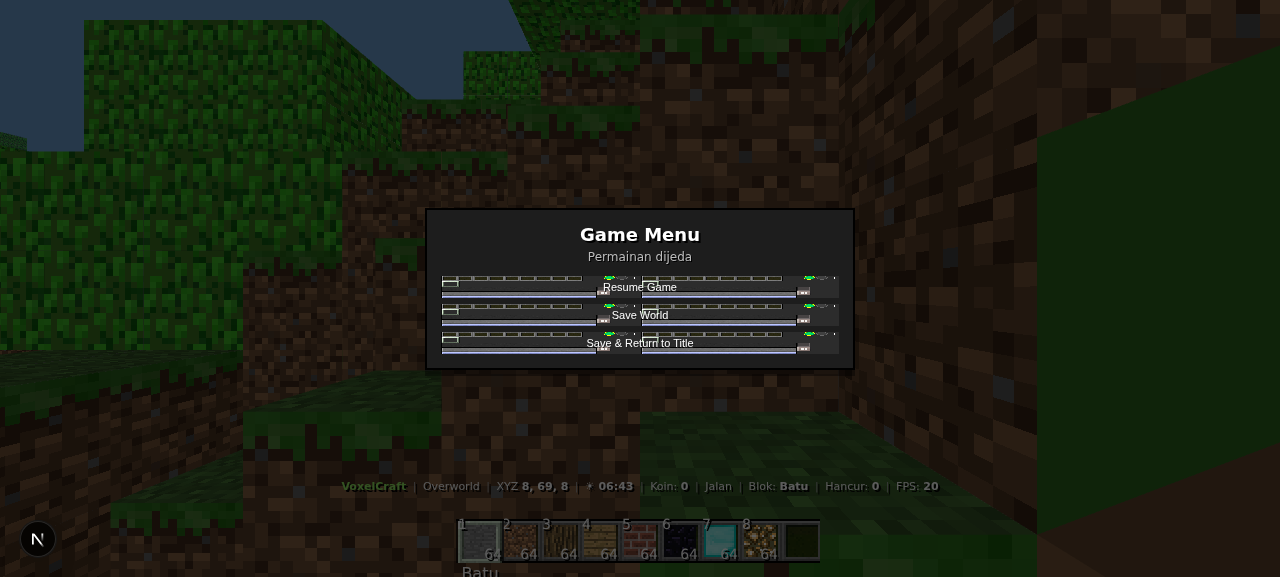 Game Menu
Permainan dijeda
Resume Game
Save World
Save & Return to Title
VoxelCraft | Overworld | XYZ 8, 69, 8 | ☀ 06:43 | Koin: 0 | Jalan | Blok: Batu | Hancur: 0 | FPS: 20
1 2 3 4 5 6 7 8
64 64 64 64 64 64 64 64
Batu
N